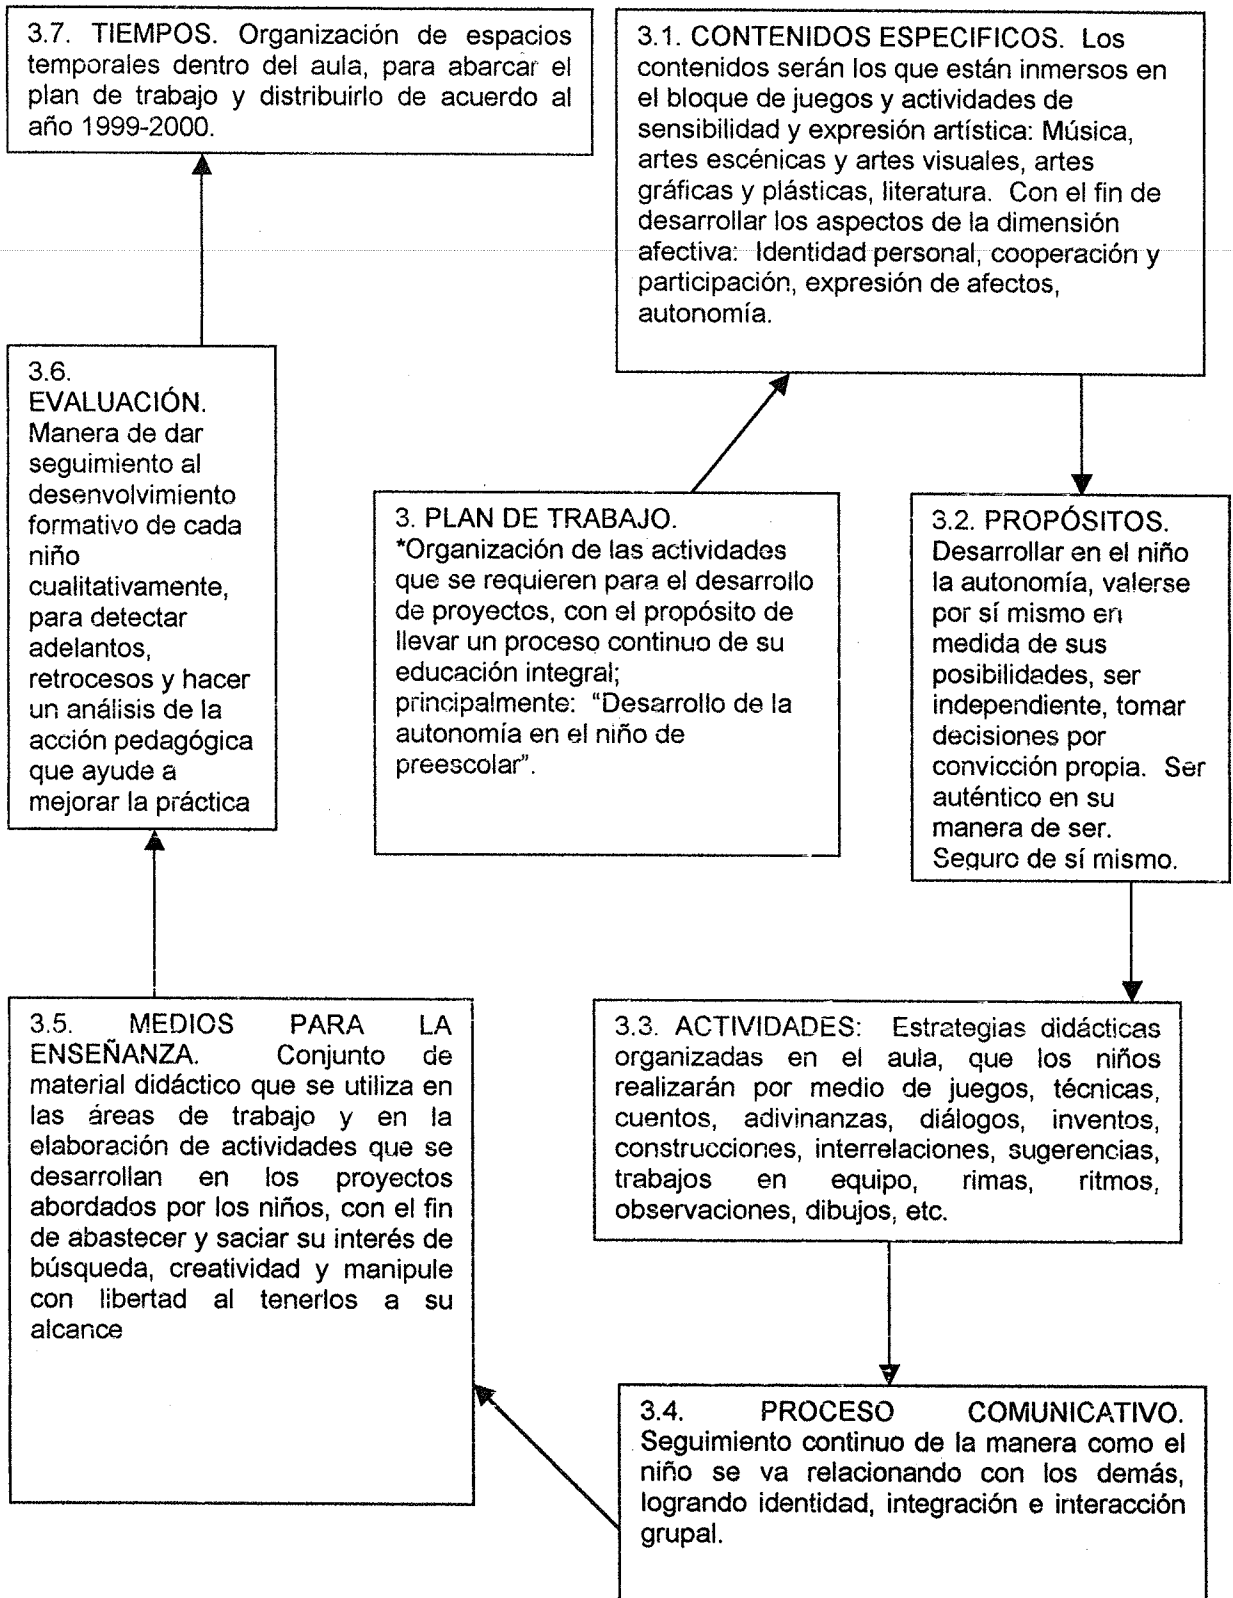 3.7. TIEMPOS. Organización de espacios
temporales dentro del aula, para abarcar el
plan de trabajo y distribuirlo de acuerdo al
año 1999-2000.
3.1. CONTENIDOS ESPECIFICOS. Los
contenidos serán los que están inmersos en
el bloque de juegos y actividades de
sensibilidad y expresión artística: Música,
artes escénicas y artes visuales, artes
gráficas y plásticas, literatura. Con el fin de
desarrollar los aspectos de la dimensión
afectiva: Identidad personal, cooperación y
participación, expresión de afectos,
autonomía.
3.6.
EVALUACIÓN.
Manera de dar
seguimiento al
desenvolvimiento
formativo de cada
niño
cualitativamente,
para detectar
adelantos,
retrocesos y hacer
un análisis de la
acción pedagógica
que ayude a
mejorar la práctica
3. PLAN DE TRABAJO.
*Organización de las actividades
que se requieren para el desarrollo
de proyectos, con el propósito de
llevar un proceso continuo de su
educación integral;
principalmente: “Desarrollo de la
autonomía en el niño de
preescolar”.
3.2. PROPÓSITOS.
Desarrollar en el niño
la autonomía, valerse
por sí mismo en
medida de sus
posibilidades, ser
independiente, tomar
decisiones por
convicción propia. Ser
auténtico en su
manera de ser.
Seguro de sí mismo.
3.5. MEDIOS PARA LA
ENSEÑANZA. Conjunto de
material didáctico que se utiliza en
las áreas de trabajo y en la
elaboración de actividades que se
desarrollan en los proyectos
abordados por los niños, con el fin
de abastecer y saciar su interés de
búsqueda, creatividad y manipule
con libertad al tenerlos a su
alcance
3.3. ACTIVIDADES: Estrategias didácticas
organizadas en el aula, que los niños
realizarán por medio de juegos, técnicas,
cuentos, adivinanzas, diálogos, inventos,
construcciones, interrelaciones, sugerencias,
trabajos en equipo, rimas, ritmos,
observaciones, dibujos, etc.
3.4. PROCESO COMUNICATIVO.
Seguimiento continuo de la manera como el
niño se va relacionando con los demás,
logrando identidad, integración e interacción
grupal.